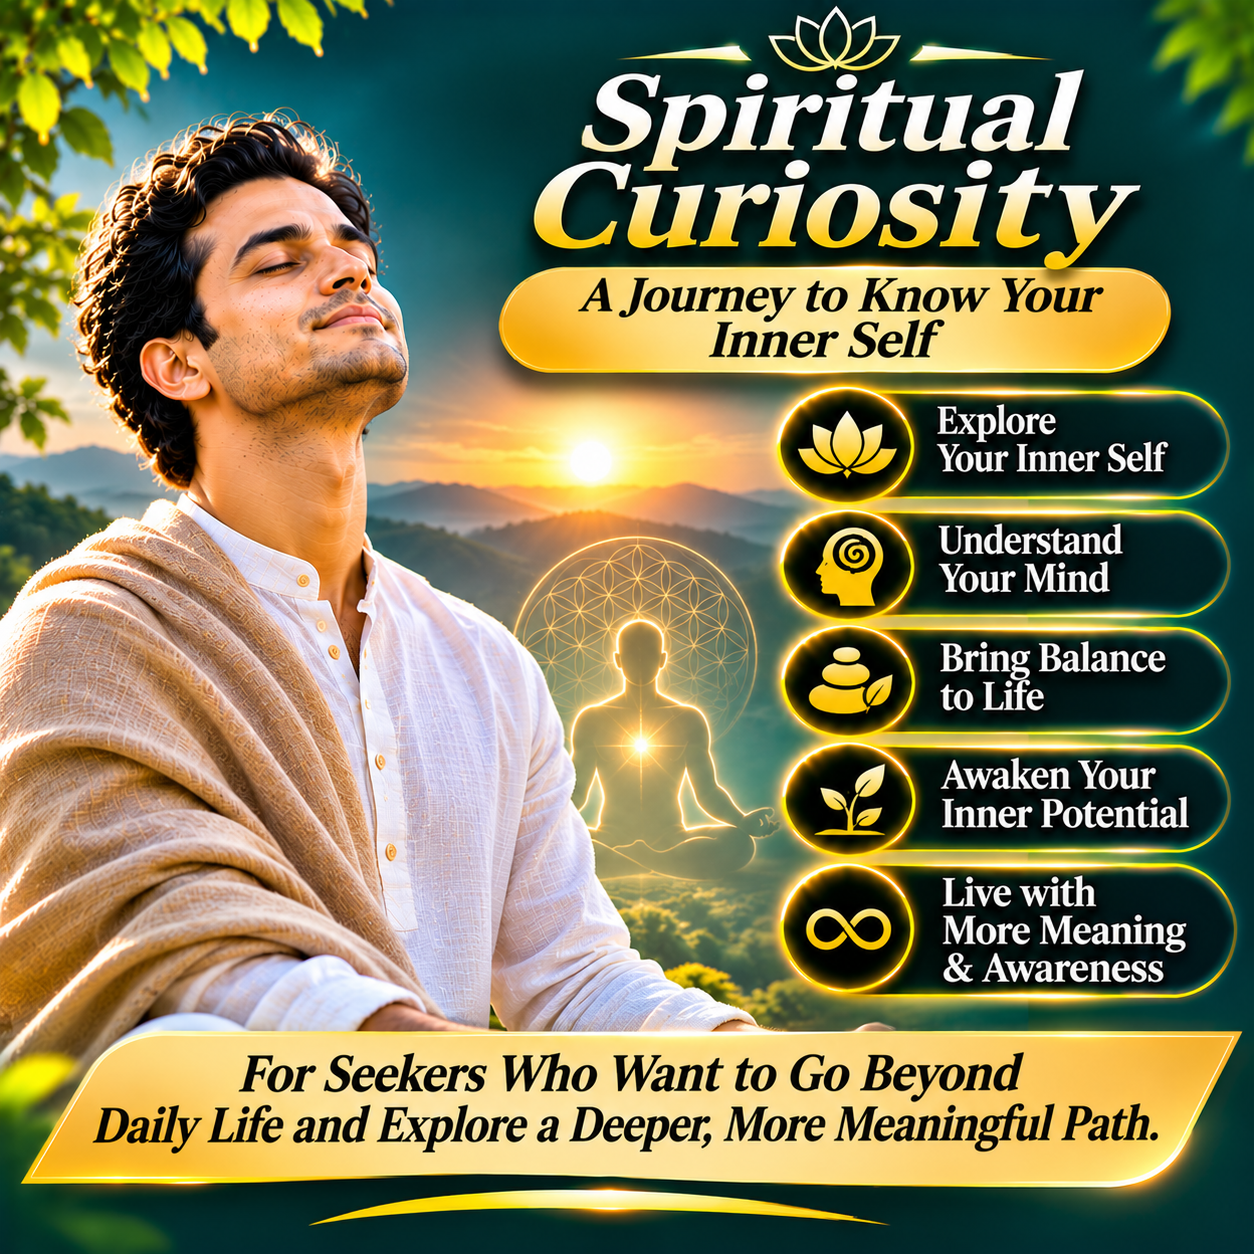 Spiritual
Curiosity
A Journey to Know Your
Inner Self
Explore
Your Inner Self
Understand
Your Mind
Bring Balance
to Life
Awaken Your
Inner Potential
Live with
More Meaning
& Awareness
For Seekers Who Want to Go Beyond
Daily Life and Explore a Deeper, More Meaningful Path.